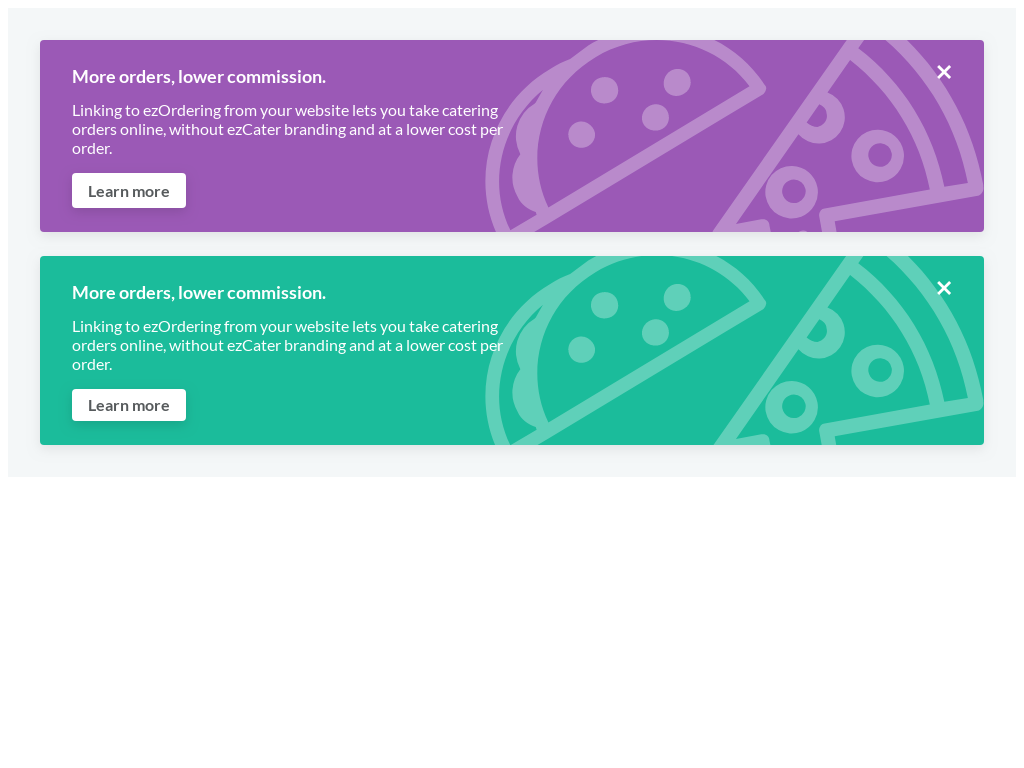 More orders, lower commission.
Linking to ezOrdering from your website lets you take catering
orders online, without ezCater branding and at a lower cost per
order.
Learn more
More orders, lower commission.
Linking to ezOrdering from your website lets you take catering
orders online, without ezCater branding and at a lower cost per
order.
Learn more